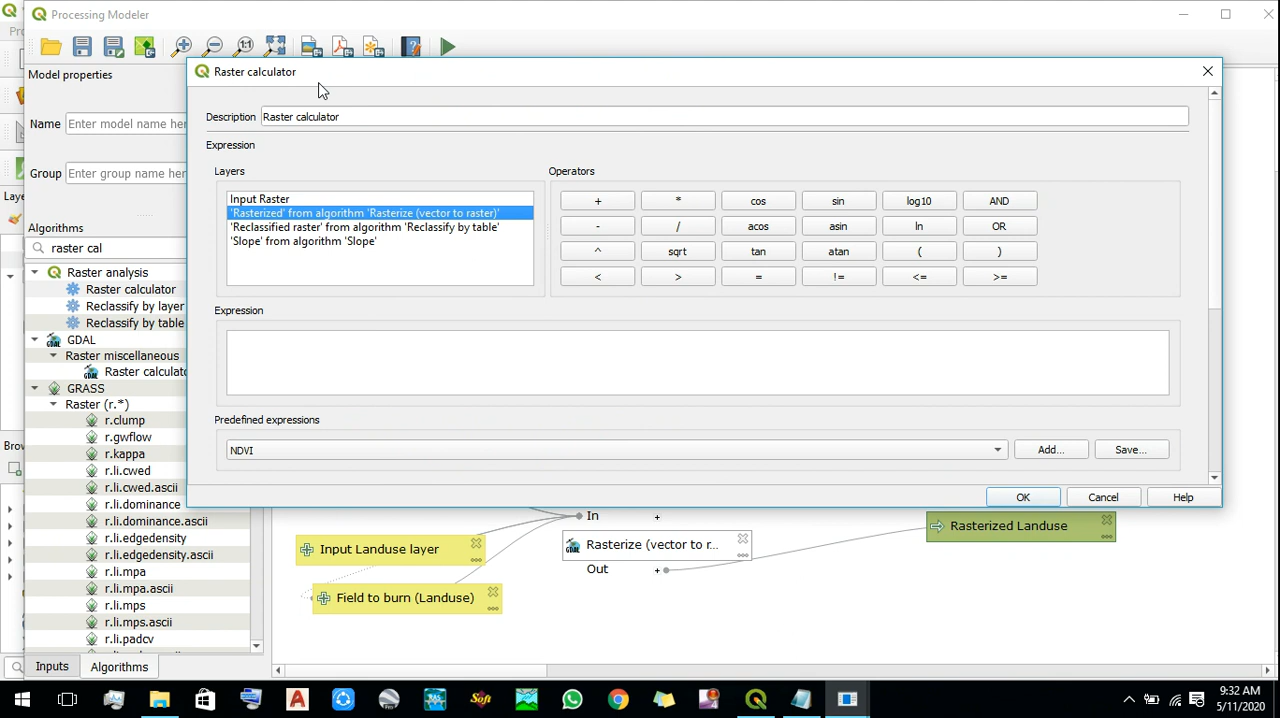 Processing Modeler
Model properties
Name Enter model name her
Group Enter group name here
Algorithms
raster cal
Raster analysis
Raster calculator
Reclassify by layer
Reclassify by table
GDAL
Raster miscellaneous
Raster calculato
GRASS
Raster (r.*)
r.clump
r.gwflow
r.kappa
r.li.cwed
r.li.cwed.ascii
r.li.dominance
r.li.dominance.ascii
r.li.edgedensity
r.li.edgedensity.ascii
r.li.mpa
r.li.mpa.ascii
r.li.mps
r.li.mps.ascii
r.li.padcv
Inputs Algorithms
Raster calculator
Description Raster calculator
Expression
Layers
Input Raster
'Rasterized' from algorithm 'Rasterize (vector to raster)'
'Reclassified raster' from algorithm 'Reclassify by table'
'Slope' from algorithm 'Slope'
Operators
+ * cos sin log10 AND
- / acos asin ln OR
^ sqrt tan atan ( )
< > = != <= >=
Expression
Predefined expressions
NDVI Add... Save...
OK Cancel Help
In +
Rasterized Landuse
Input Landuse layer
Rasterize (vector to r...
Out +
Field to burn (Landuse)
9:32 AM
5/11/2020